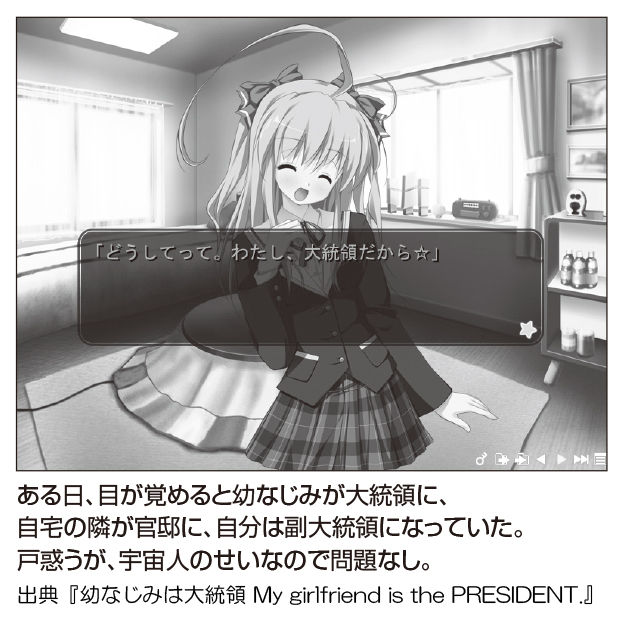 「どうしてって。わたし、大統領だから☆」
ある日、目が覚めると幼なじみが大統領に、
自宅の隣が官邸に、自分は副大統領になっていた。
戸惑うが、宇宙人のせいなので問題なし。
出典『幼なじみは大統領 My girlfriend is the PRESIDENT.』